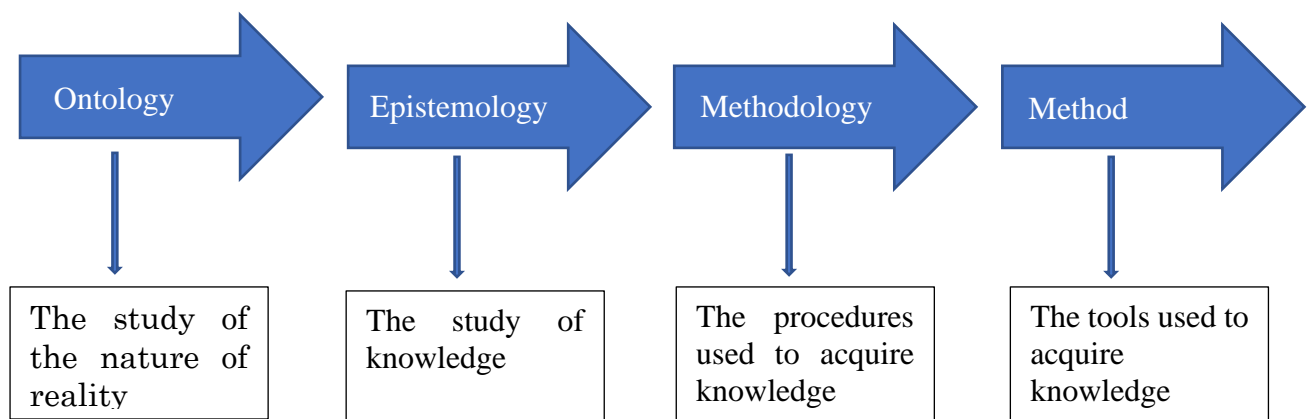 Ontology
Epistemology
Methodology
Method
The study of
the nature of
reality
The study of
knowledge
The procedures
used to acquire
knowledge
The tools used to
acquire
knowledge